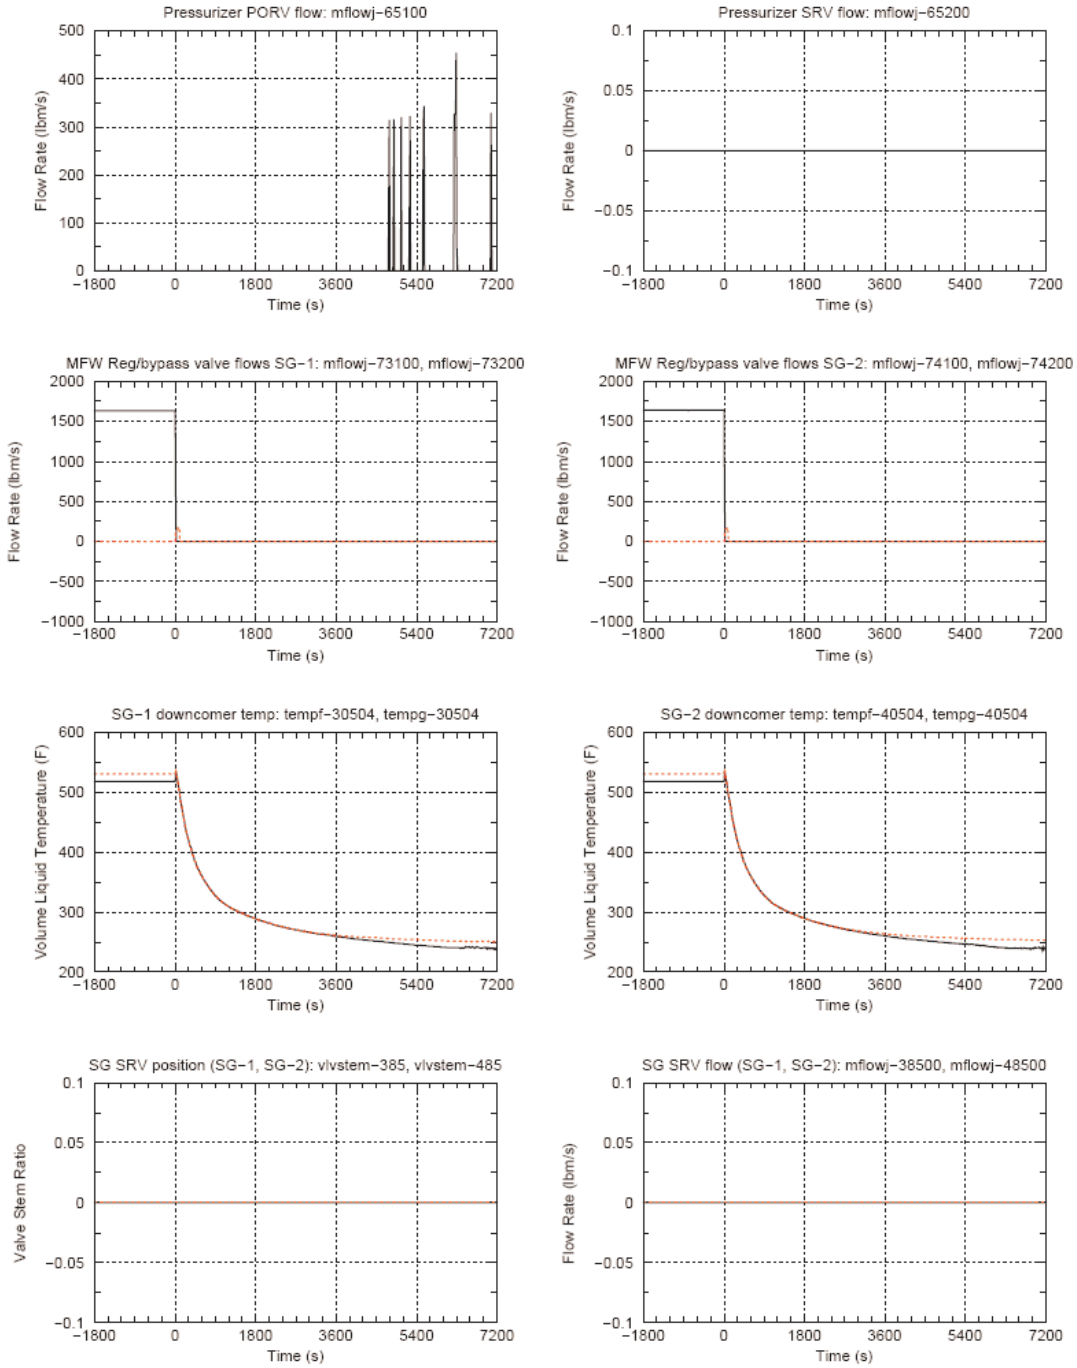 Pressurizer PORV flow: mflowj-65100
500
400
300
200
100
0
Flow Rate (lbm/s)
-1800 0 1800 3600 5400 7200
Time (s)
Pressurizer SRV flow: mflowj-65200
0.1
0.05
0
-0.05
-0.1
Flow Rate (lbm/s)
-1800 0 1800 3600 5400 7200
Time (s)
MFW Reg/bypass valve flows SG-1: mflowj-73100, mflowj-73200
2000
1500
1000
500
0
-500
-1000
Flow Rate (lbm/s)
-1800 0 1800 3600 5400 7200
Time (s)
MFW Reg/bypass valve flows SG-2: mflowj-74100, mflowj-74200
2000
1500
1000
500
0
-500
-1000
Flow Rate (lbm/s)
-1800 0 1800 3600 5400 7200
Time (s)
SG-1 downcomer temp: tempf-30504, tempg-30504
600
500
400
300
200
Volume Liquid Temperature (F)
-1800 0 1800 3600 5400 7200
Time (s)
SG-2 downcomer temp: tempf-40504, tempg-40504
600
500
400
300
200
Volume Liquid Temperature (F)
-1800 0 1800 3600 5400 7200
Time (s)
SG SRV position (SG-1, SG-2): vlvstem-385, vlvstem-485
0.1
0.05
0
-0.05
-0.1
Valve Stem Ratio
-1800 0 1800 3600 5400 7200
Time (s)
SG SRV flow (SG-1, SG-2): mflowj-38500, mflowj-48500
0.1
0.05
0
-0.05
-0.1
Flow Rate (lbm/s)
-1800 0 1800 3600 5400 7200
Time (s)